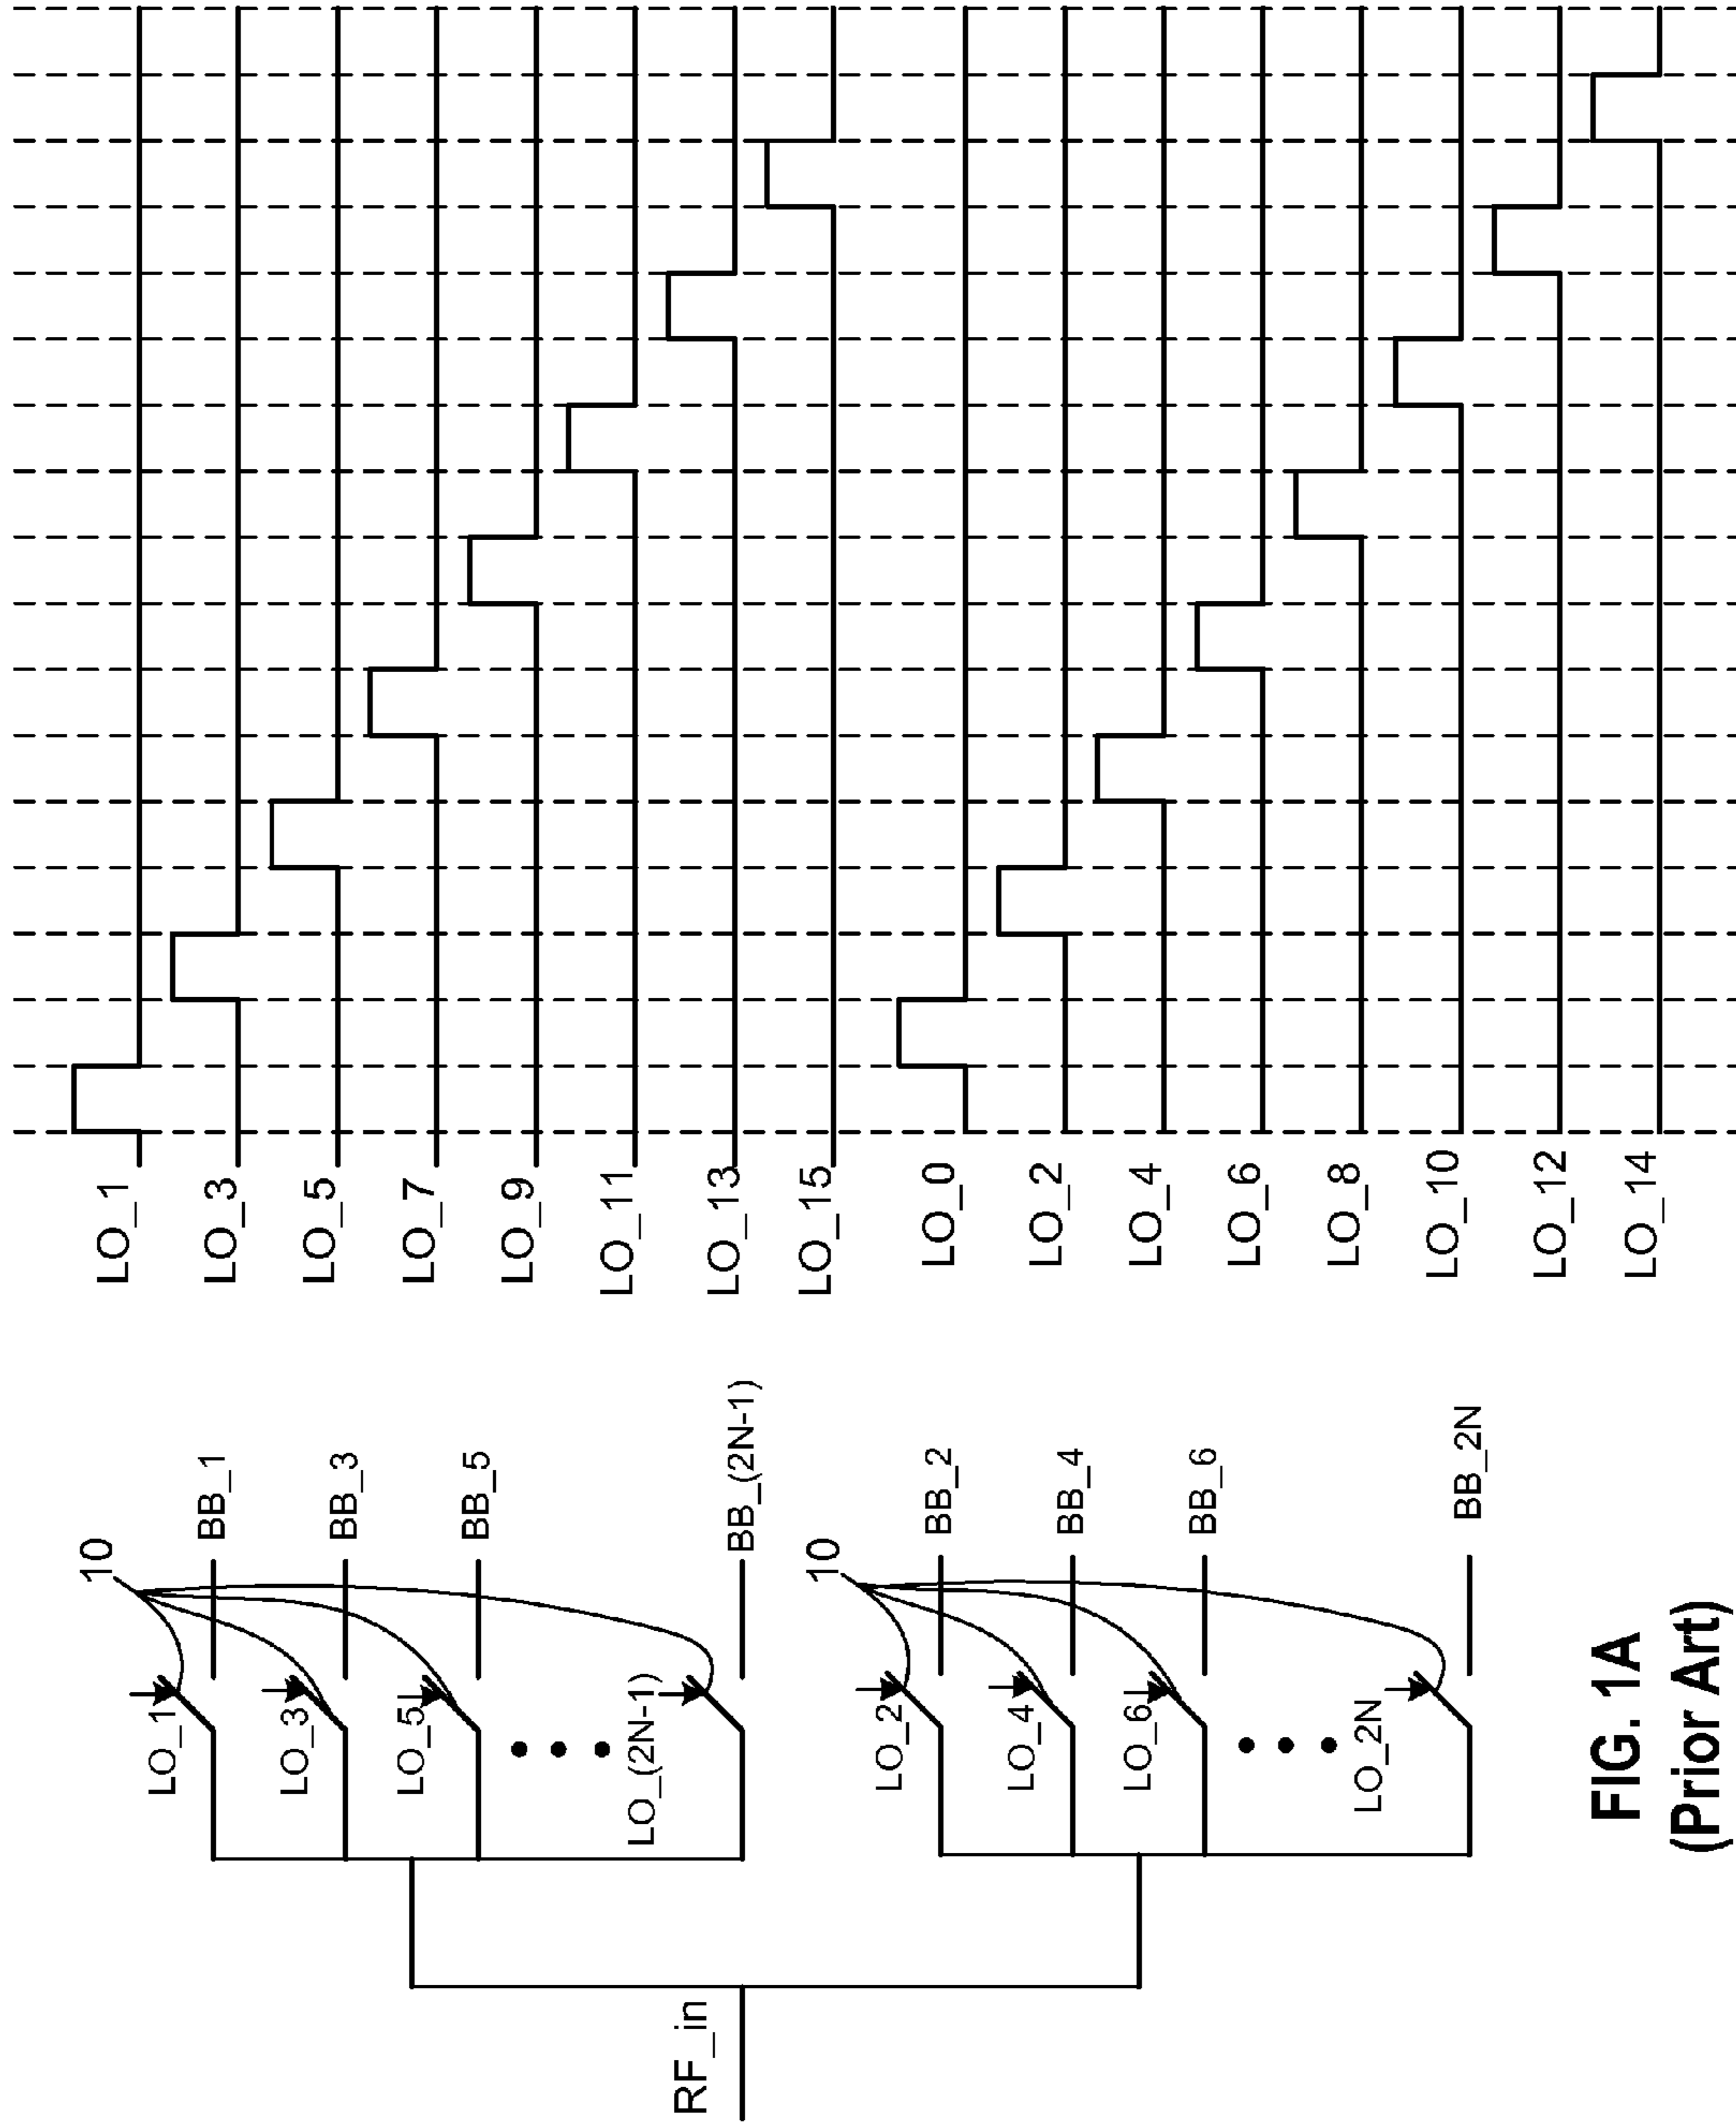 RF_in
LO_1
LO_3
LO_5
LO_(2N-1)
10
BB_1
BB_3
BB_5
BB_(2N-1)
LO_2
LO_4
LO_6
LO_2N
10
BB_2
BB_4
BB_6
BB_2N
LO_1
LO_3
LO_5
LO_7
LO_9
LO_11
LO_13
LO_15
LO_0
LO_2
LO_4
LO_6
LO_8
LO_10
LO_12
LO_14
FIG. 1A
(Prior Art)